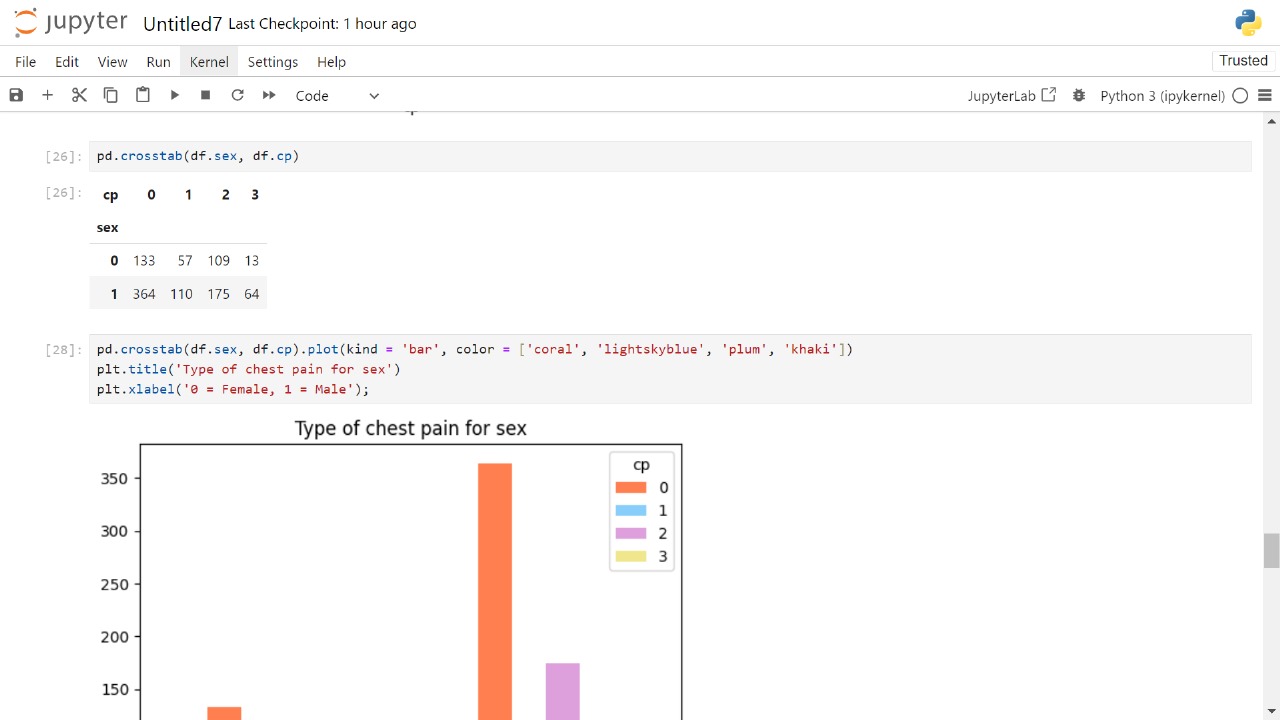 jupyter Untitled7 Last Checkpoint: 1 hour ago
File Edit View Run Kernel Settings Help Trusted
Code JupyterLab Python 3 (ipykernel)
[26]: pd.crosstab(df.sex, df.cp)
[26]: cp 0 1 2 3
sex
0 133 57 109 13
1 364 110 175 64
[28]: pd.crosstab(df.sex, df.cp).plot(kind = 'bar', color = ['coral', 'lightskyblue', 'plum', 'khaki'])
plt.title('Type of chest pain for sex')
plt.xlabel('0 = Female, 1 = Male');
Type of chest pain for sex
cp
0
1
2
3
350
300
250
200
150